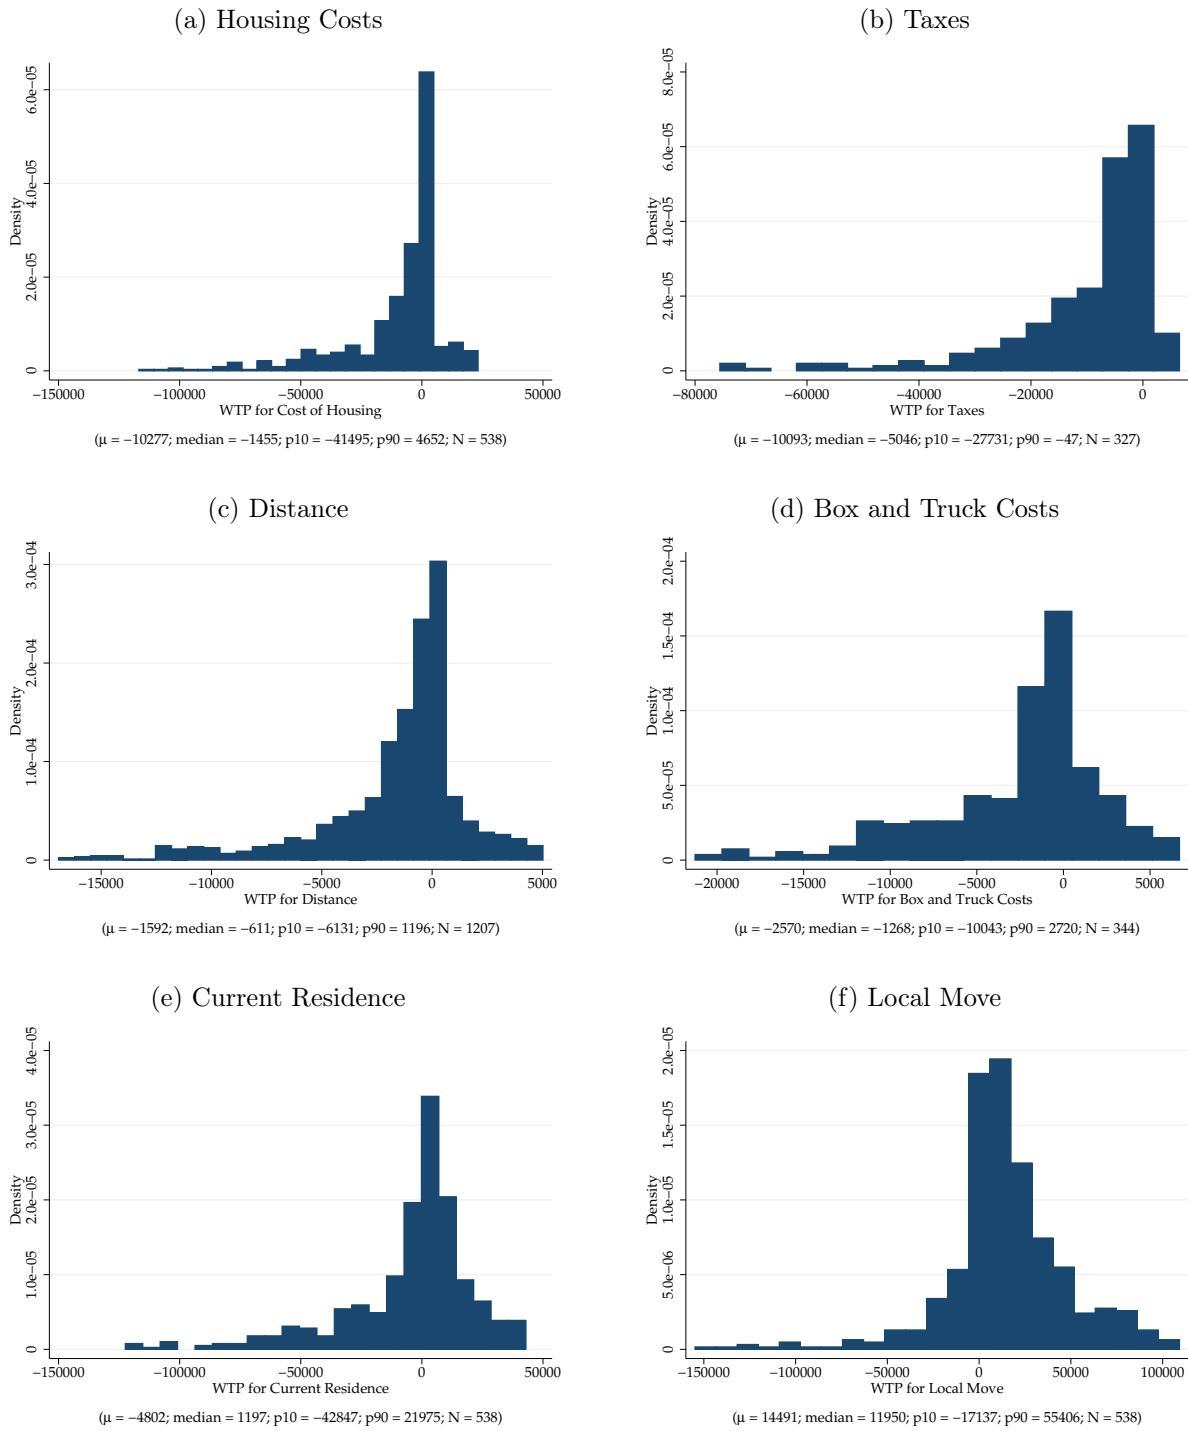 (a) Housing Costs
Density
0
2.0e−05
4.0e−05
6.0e−05
−150000 −100000 −50000 0 50000
WTP for Cost of Housing
(μ = −10277; median = −1455; p10 = −41495; p90 = 4652; N = 538)
(b) Taxes
Density
0
2.0e−05
4.0e−05
6.0e−05
8.0e−05
−80000 −60000 −40000 −20000 0
WTP for Taxes
(μ = −10093; median = −5046; p10 = −27731; p90 = −47; N = 327)
(c) Distance
Density
0
1.0e−04
2.0e−04
3.0e−04
−15000 −10000 −5000 0 5000
WTP for Distance
(μ = −1592; median = −611; p10 = −6131; p90 = 1196; N = 1207)
(d) Box and Truck Costs
Density
0
5.0e−05
1.0e−04
1.5e−04
2.0e−04
−20000 −15000 −10000 −5000 0 5000
WTP for Box and Truck Costs
(μ = −2570; median = −1268; p10 = −10043; p90 = 2720; N = 344)
(e) Current Residence
Density
0
1.0e−05
2.0e−05
3.0e−05
4.0e−05
−150000 −100000 −50000 0 50000
WTP for Current Residence
(μ = −4802; median = 1197; p10 = −42847; p90 = 21975; N = 538)
(f) Local Move
Density
0
5.0e−06
1.0e−05
1.5e−05
2.0e−05
−150000 −100000 −50000 0 50000 100000
WTP for Local Move
(μ = 14491; median = 11950; p10 = −17137; p90 = 55406; N = 538)